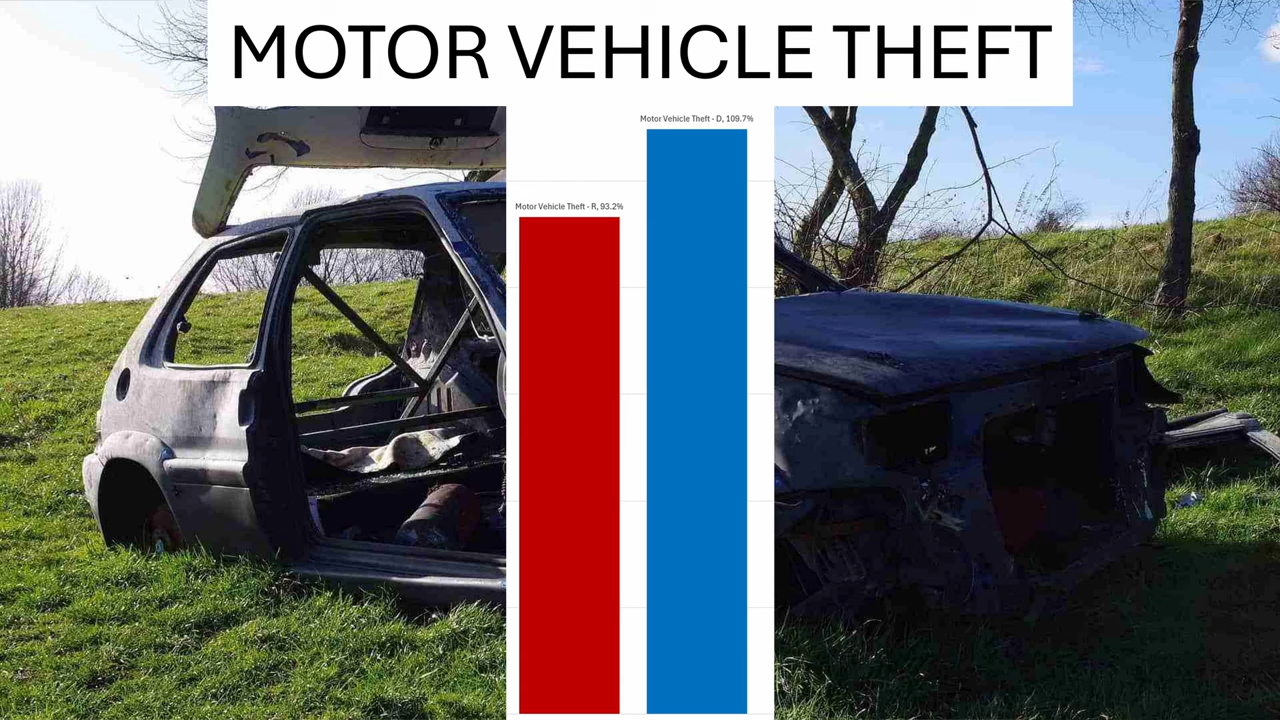 MOTOR VEHICLE THEFT
Motor Vehicle Theft - D, 109.7%
Motor Vehicle Theft - R, 93.2%